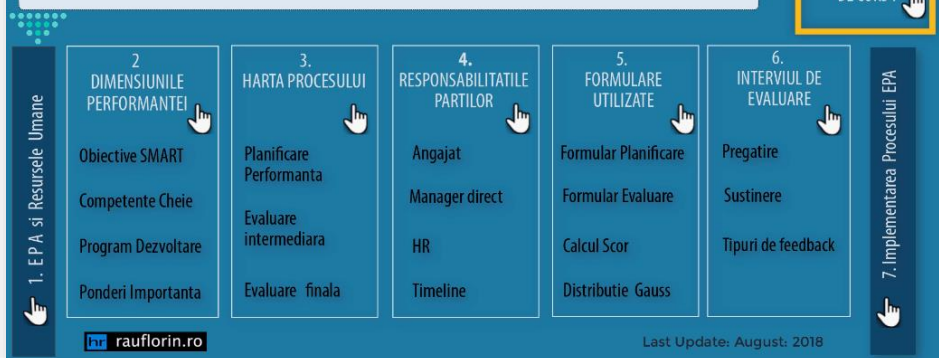 1. E P A si Resursele Umane
2
DIMENSIUNILE
PERFORMANTEI
Obiective SMART
Competente Cheie
Program Dezvoltare
Ponderi Importanta
3.
HARTA PROCESULUI
Planificare
Performanta
Evaluare
intermediara
Evaluare finala
4.
RESPONSABILITATILE
PARTILOR
Angajat
Manager direct
HR
Timeline
5.
FORMULARE
UTILIZATE
Formular Planificare
Formular Evaluare
Calcul Scor
Distributie Gauss
6.
INTERVIUL DE
EVALUARE
Pregatire
Sustinere
Tipuri de feedback
7. Implementarea Procesului EPA
hr rauflorin.ro
Last Update: August: 2018